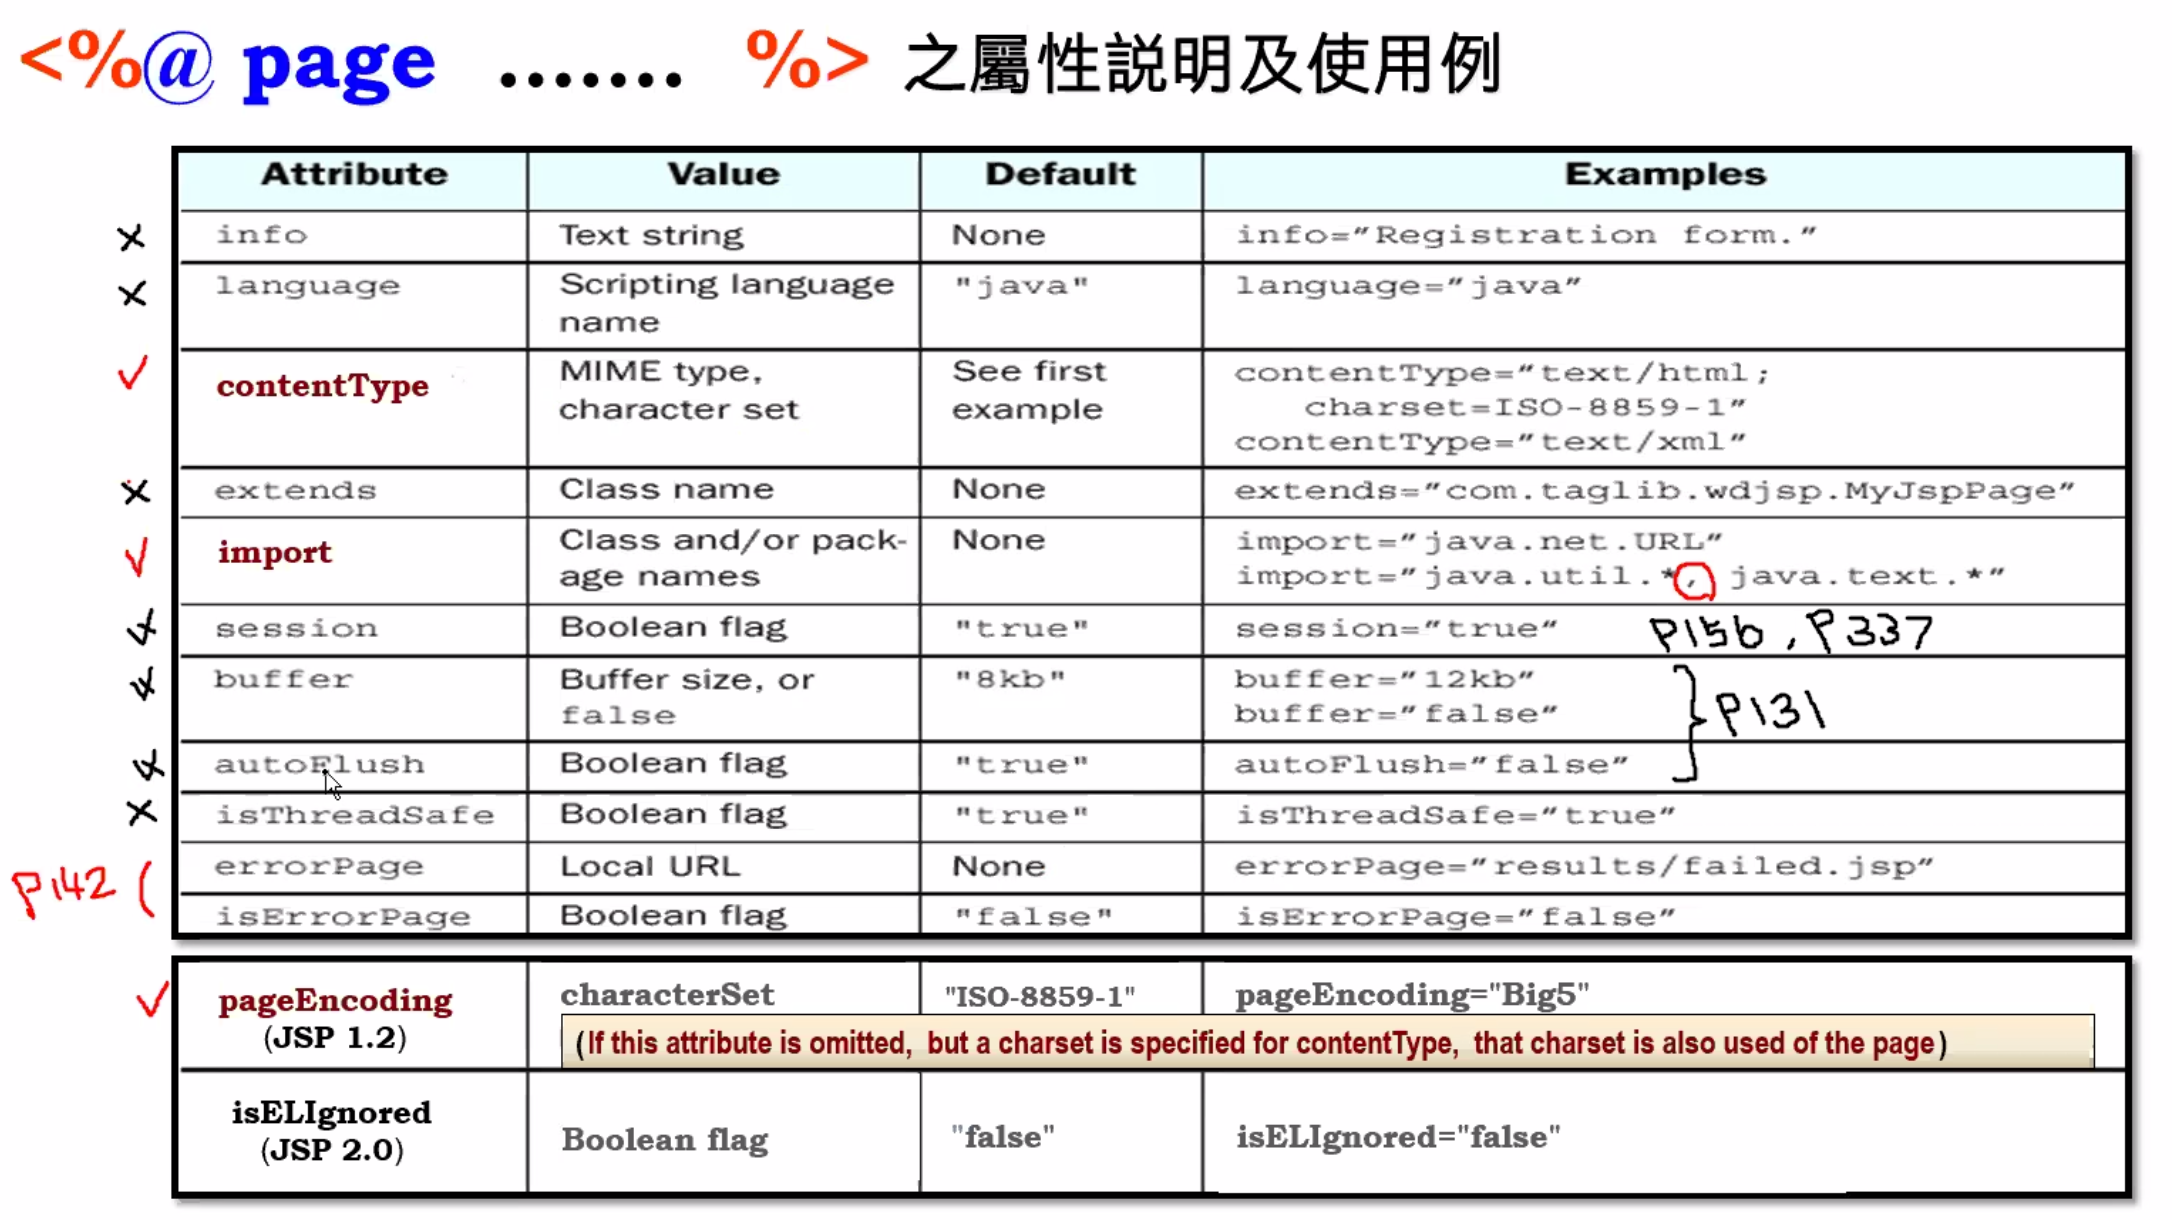 <%@ page ....... %> 之屬性說明及使用例
Attribute Value Default Examples
× info Text string None info="Registration form."
× language Scripting language name "java" language="java"
✓ contentType MIME type, character set See first example contentType="text/html;
charset=ISO-8859-1"
contentType="text/xml"
× extends Class name None extends="com.taglib.wdjsp.MyJspPage"
✓ import Class and/or pack-
age names None import="java.net.URL"
import="java.util.*, java.text.*"
4 session Boolean flag "true" session="true" P156, P337
4 buffer Buffer size, or
false "8kb" buffer="12kb"
buffer="false" } P131
4 autoFlush Boolean flag "true" autoFlush="false"
× isThreadSafe Boolean flag "true" isThreadSafe="true"
P142 ( errorPage Local URL None errorPage="results/failed.jsp"
isErrorPage Boolean flag "false" isErrorPage="false"
✓ pageEncoding
(JSP 1.2) characterSet "ISO-8859-1" pageEncoding="Big5"
(If this attribute is omitted, but a charset is specified for contentType, that charset is also used of the page)
isELIgnored
(JSP 2.0) Boolean flag "false" isELIgnored="false"